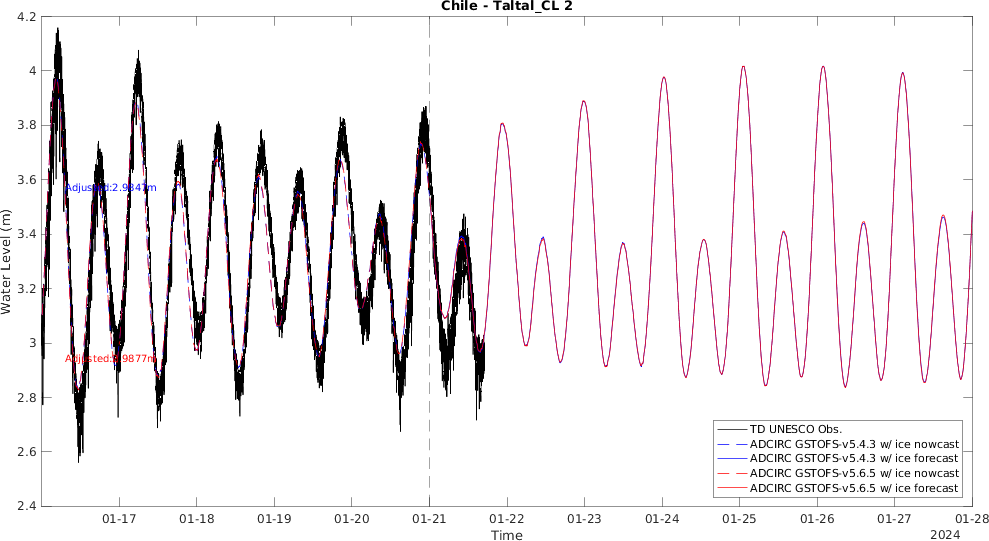 Chile - Taltal_CL 2
4.2
4
3.8
3.6
3.4
3.2
3
2.8
2.6
2.4
Water Level (m)
Adjusted:2.9347m
01-17
01-18
01-19
01-20
01-21
01-22
01-23
01-24
01-25
01-26
01-27
01-28
Time
2024
TD UNESCO Obs.
ADCIRC GSTOFS-v5.4.3 w/ ice nowcast
ADCIRC GSTOFS-v5.4.3 w/ ice forecast
ADCIRC GSTOFS-v5.6.5 w/ ice nowcast
ADCIRC GSTOFS-v5.6.5 w/ ice forecast